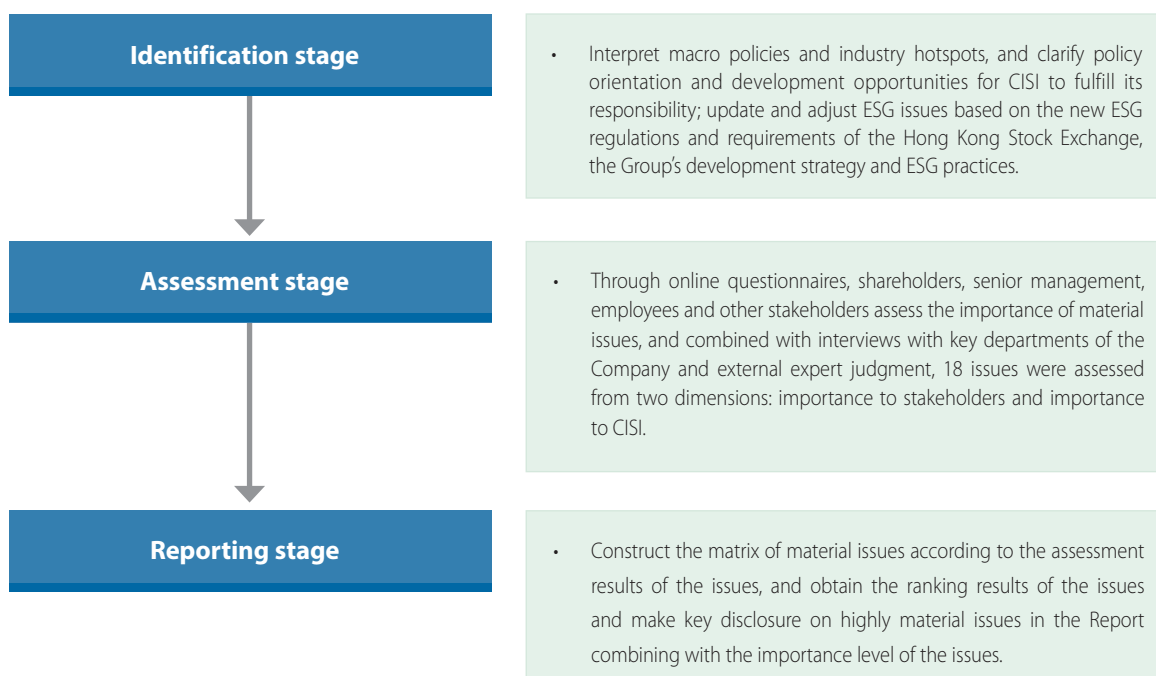 Identification stage
• Interpret macro policies and industry hotspots, and clarify policy
orientation and development opportunities for CISI to fulfill its
responsibility; update and adjust ESG issues based on the new ESG
regulations and requirements of the Hong Kong Stock Exchange,
the Group’s development strategy and ESG practices.
Assessment stage
• Through online questionnaires, shareholders, senior management,
employees and other stakeholders assess the importance of material
issues, and combined with interviews with key departments of the
Company and external expert judgment, 18 issues were assessed
from two dimensions: importance to stakeholders and importance
to CISI.
Reporting stage
• Construct the matrix of material issues according to the assessment
results of the issues, and obtain the ranking results of the issues
and make key disclosure on highly material issues in the Report
combining with the importance level of the issues.